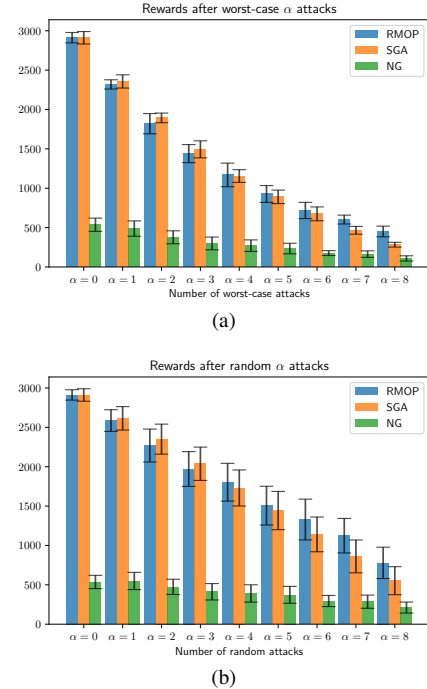 Rewards after worst-case α attacks
3000
2500
2000
1500
1000
500
0
RMOP
SGA
NG
α = 0 α = 1 α = 2 α = 3 α = 4 α = 5 α = 6 α = 7 α = 8
Number of worst-case attacks
(a)
Rewards after random α attacks
3000
2500
2000
1500
1000
500
0
RMOP
SGA
NG
α = 0 α = 1 α = 2 α = 3 α = 4 α = 5 α = 6 α = 7 α = 8
Number of random attacks
(b)